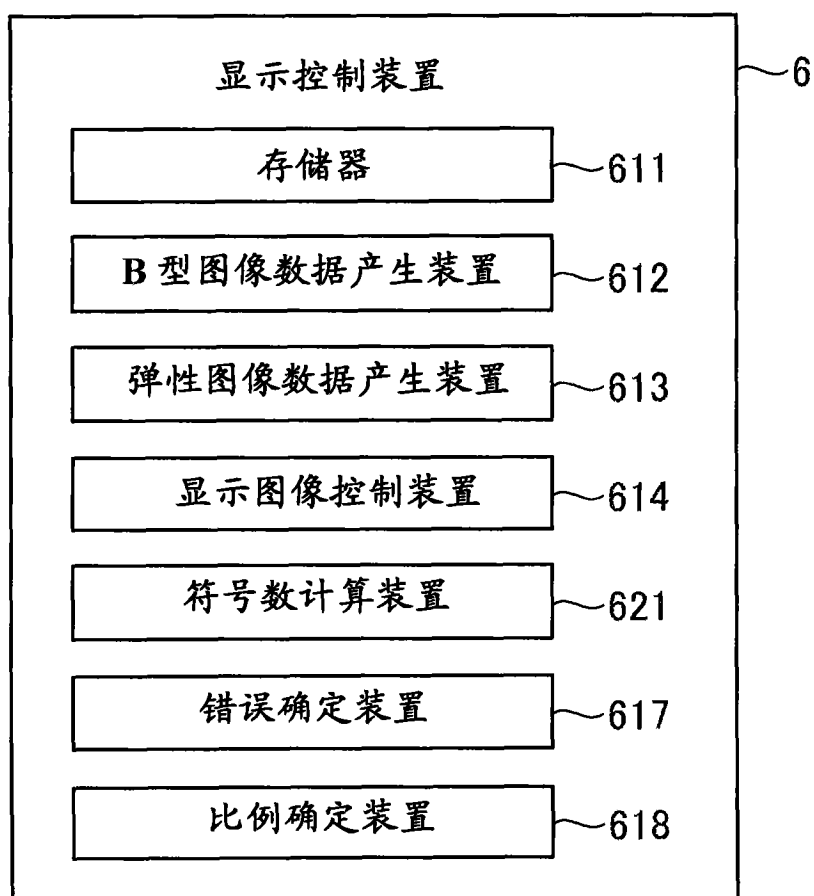 显示控制装置 6
存储器 611
B 型图像数据产生装置 612
弹性图像数据产生装置 613
显示图像控制装置 614
符号数计算装置 621
错误确定装置 617
比例确定装置 618